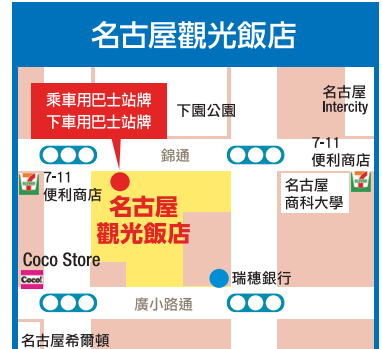 名古屋觀光飯店
乘車用巴士站牌
下車用巴士站牌
下園公園
名古屋
Intercity
錦通
7-11
便利商店
7-11
便利商店
名古屋
商科大學
名古屋
觀光飯店
Coco Store
Coco!
瑞穗銀行
廣小路通
名古屋希爾頓